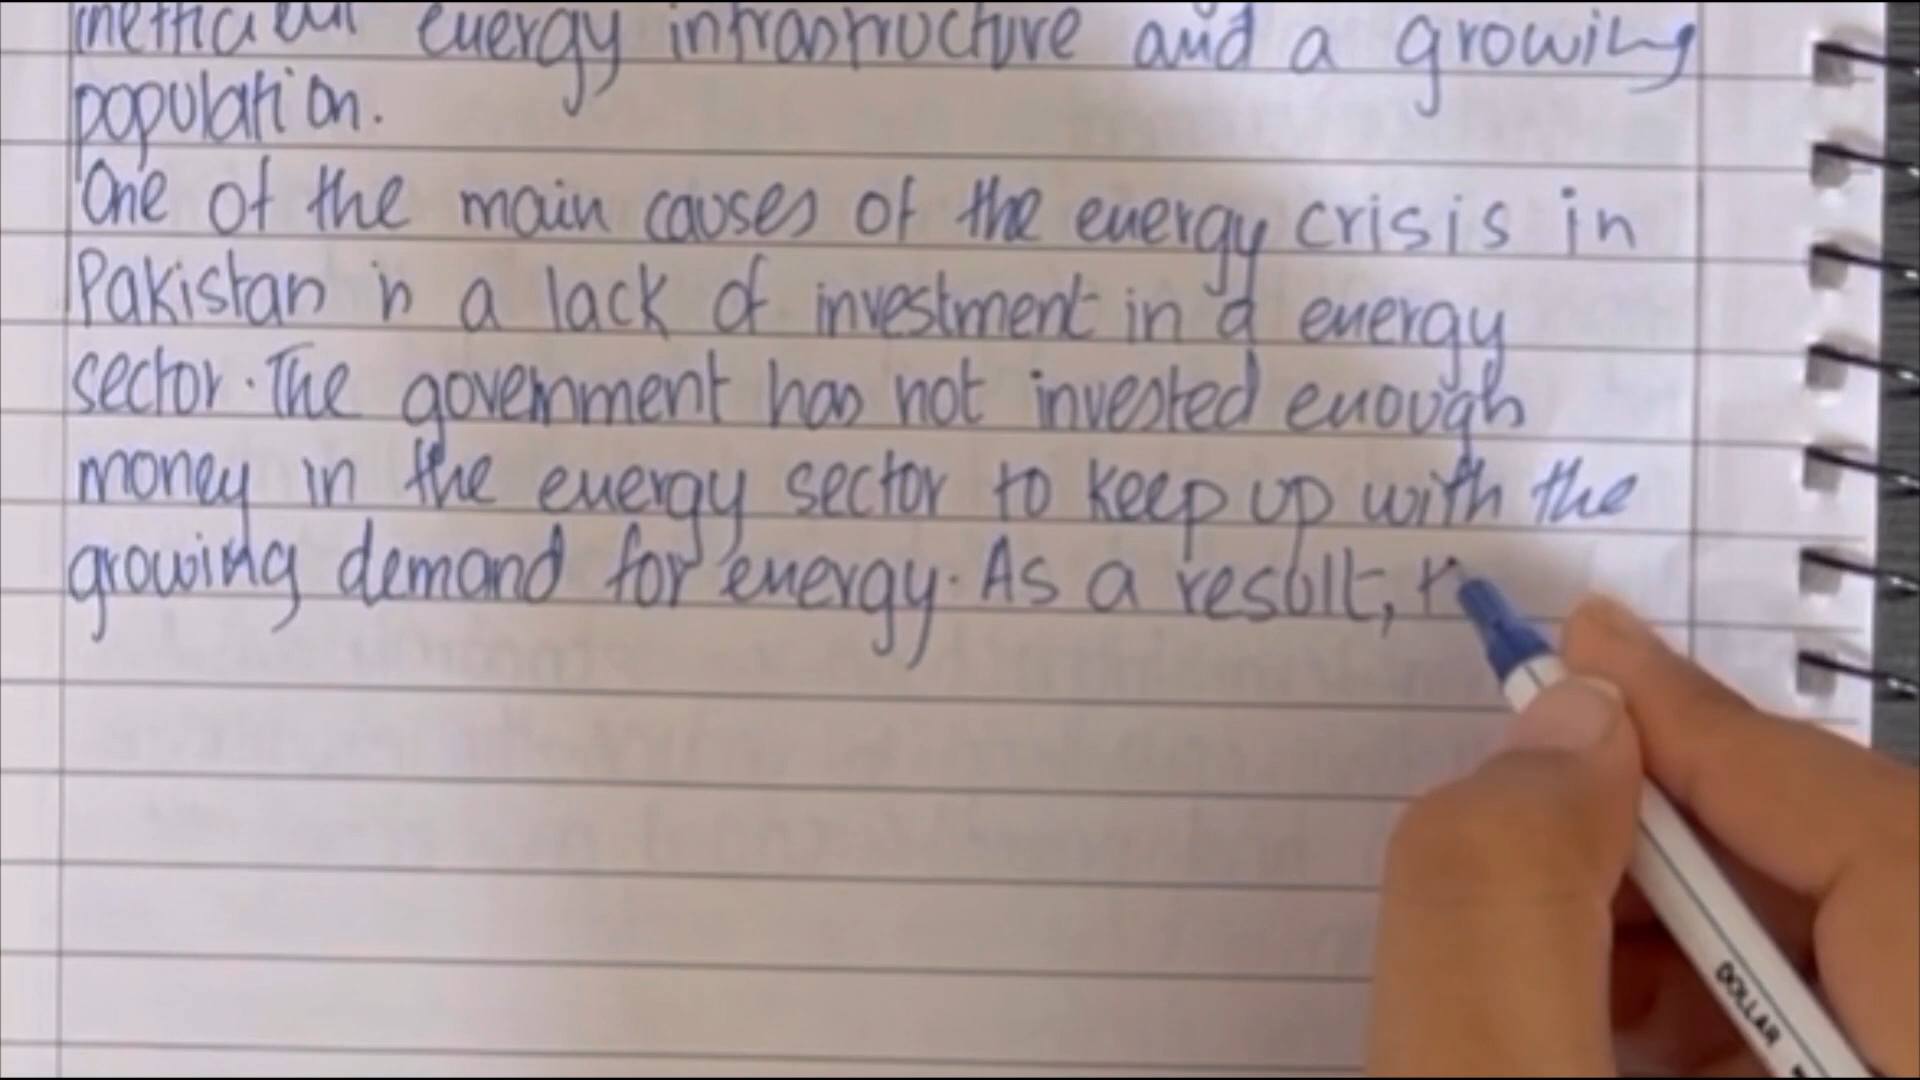 inefficient energy infrastructure and a growing
population.
One of the main causes of the energy crisis in
Pakistan is a lack of investment in a energy
sector. The government has not invested enough
money in the energy sector to keep up with the
growing demand for energy. As a result,
DOLLAR